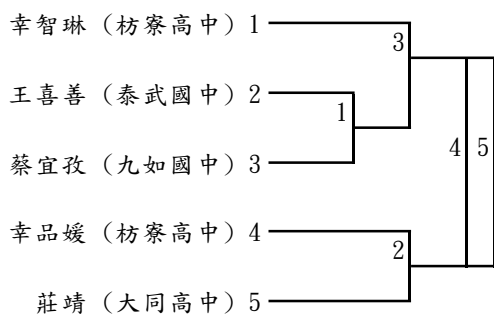 幸智琳（枋寮高中）1
3
王喜善（泰武國中）2
1
蔡宜孜（九如國中）3
4 5
幸品媛（枋寮高中）4
2
莊靖（大同高中）5